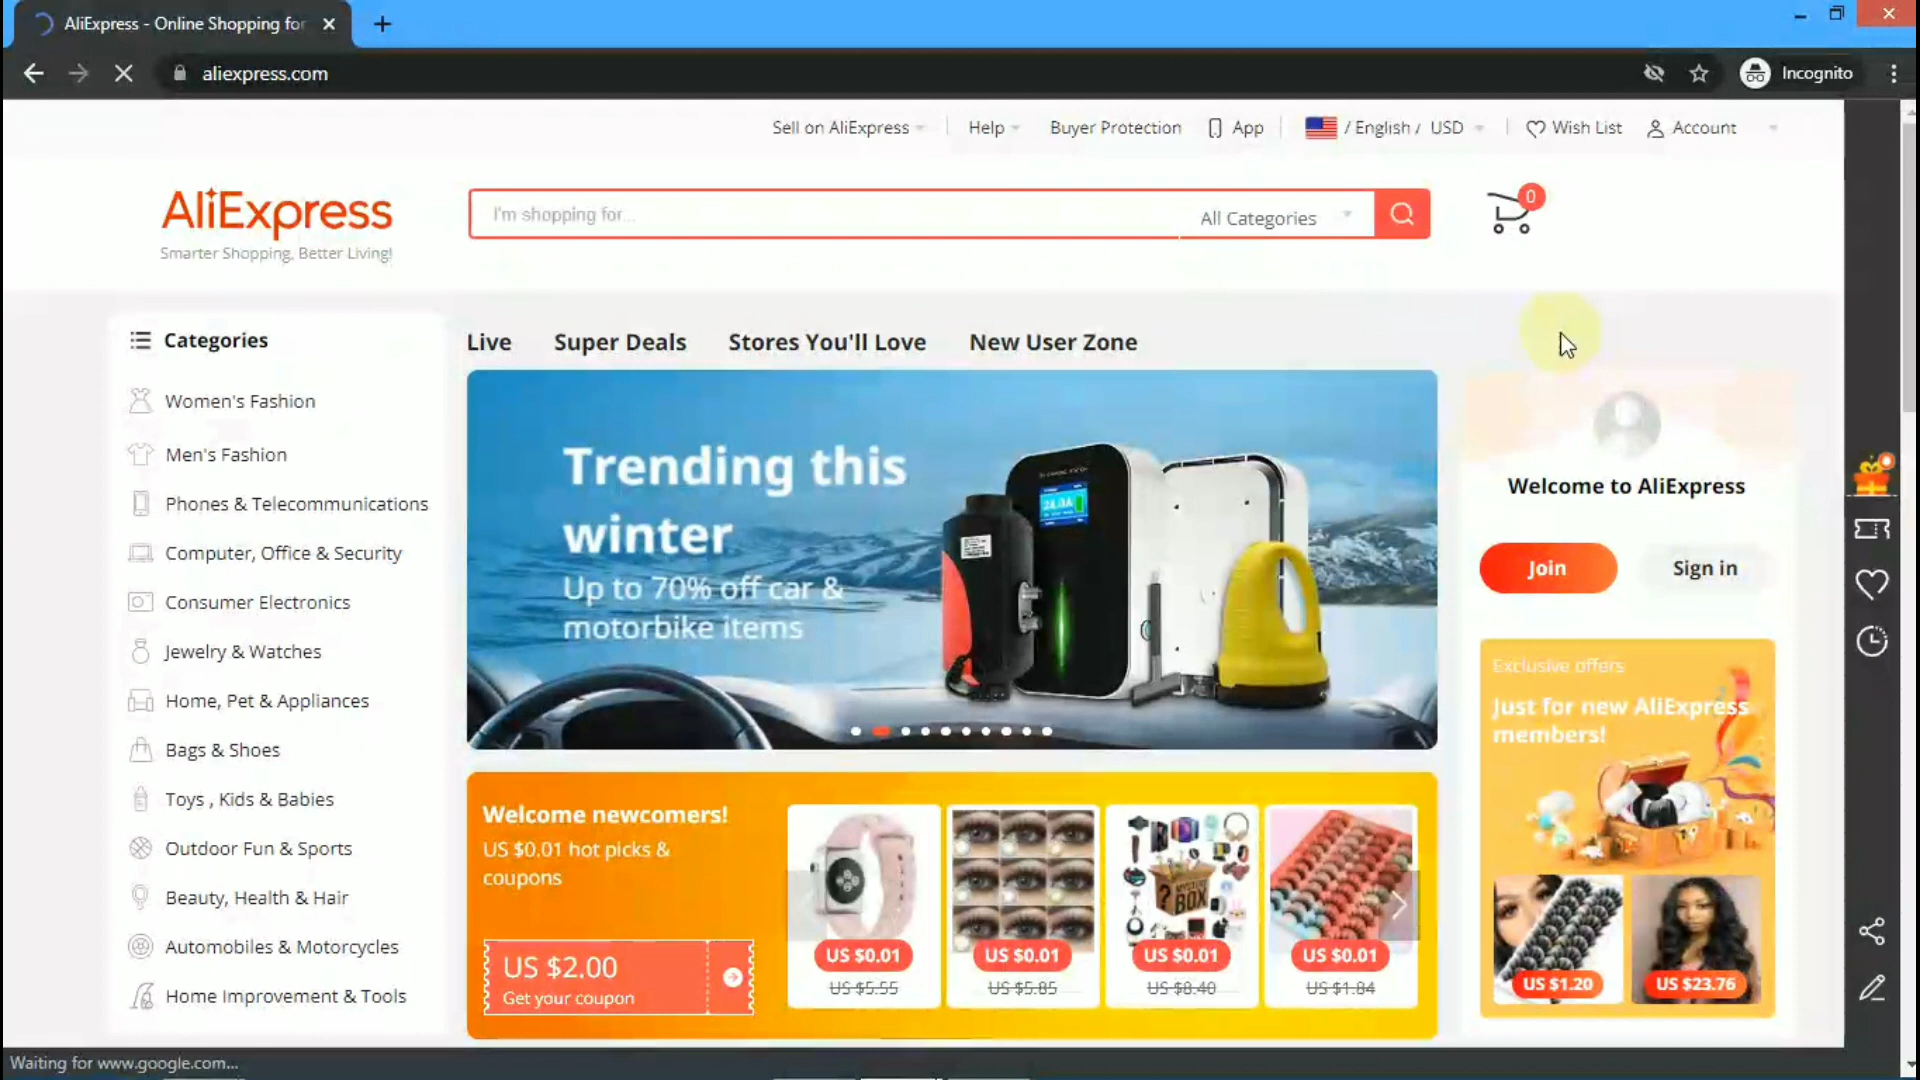 AliExpress - Online Shopping for
aliexpress.com
Incognito
Sell on AliExpress
Help
Buyer Protection
App
/ English / USD
Wish List
Account
AliExpress
Smarter Shopping, Better Living!
I'm shopping for...
All Categories
0
Categories
Women's Fashion
Men's Fashion
Phones & Telecommunications
Computer, Office & Security
Consumer Electronics
Jewelry & Watches
Home, Pet & Appliances
Bags & Shoes
Toys , Kids & Babies
Outdoor Fun & Sports
Beauty, Health & Hair
Automobiles & Motorcycles
Home Improvement & Tools
Live
Super Deals
Stores You'll Love
New User Zone
Trending this
winter
Up to 70% off car &
motorbike items
Welcome to AliExpress
Join
Sign in
Exclusive offers
Just for new AliExpress
members!
US $1.20
US $23.76
Welcome newcomers!
US $0.01 hot picks &
coupons
US $2.00
Get your coupon
MYSTERY
BOX
US $0.01
US $5.55
US $0.01
US $5.85
US $0.01
US $8.40
US $0.01
US $1.84
Waiting for www.google.com...